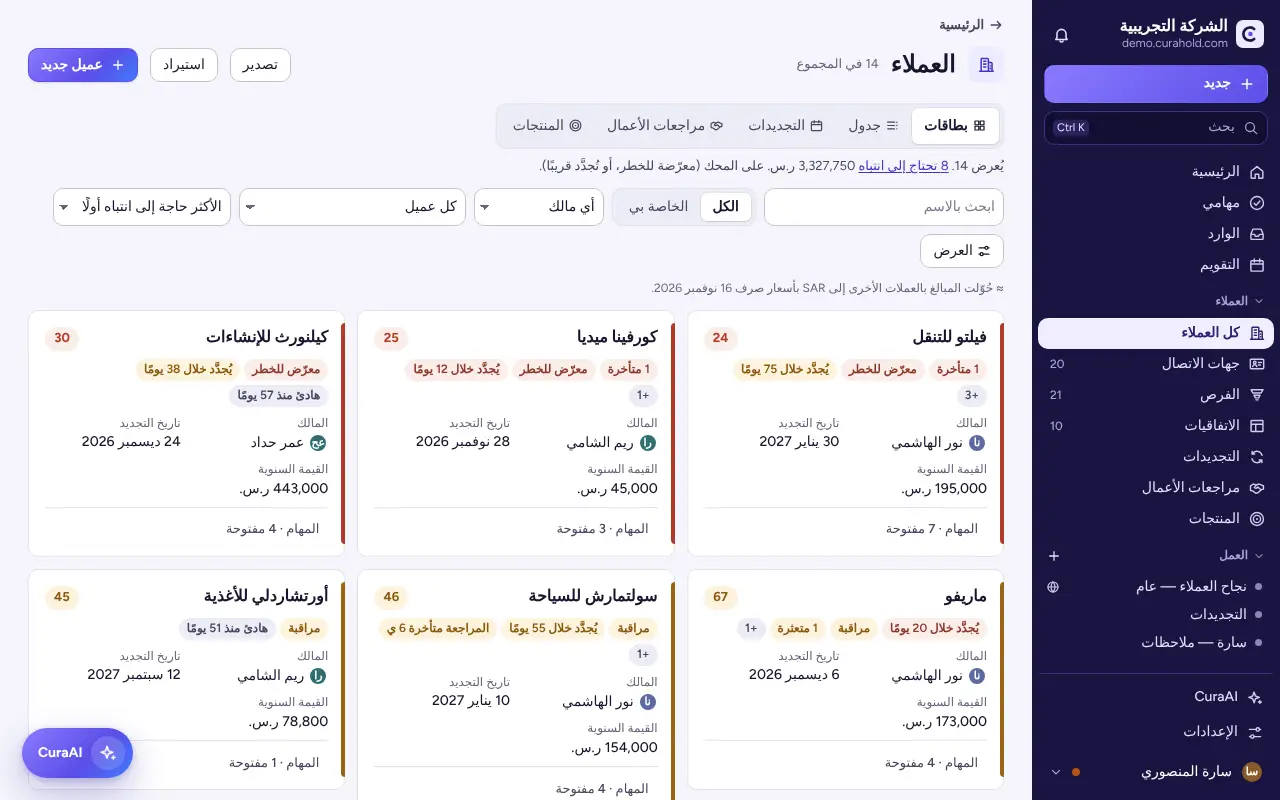 الشركة التجريبية
demo.curahold.com
جديد
بحث
Ctrl K
الرئيسية
مهامي
الوارد
التقويم
العملاء
كل العملاء
جهات الاتصال 20
الفرص 21
الاتفاقيات 10
التجديدات
مراجعات الأعمال
المنتجات
العمل
نجاح العملاء — عام
التجديدات
سارة — ملاحظات
CuraAI
الإعدادات
سا سارة المنصوري
الرئيسية
العملاء 14 في المجموع
تصدير استيراد + عميل جديد
بطاقات جدول التجديدات مراجعات الأعمال المنتجات
يُعرض 14. 8 تحتاج إلى انتباه 3,327,750 ر.س. على المحك (معرّضة للخطر، أو تُجدَّد قريبًا).
ابحث بالاسم الكل الخاصة بي أي مالك كل عميل الأكثر حاجة إلى انتباه أولًا
العرض
≈ حُوّلت المبالغ بالعملات الأخرى إلى SAR بأسعار صرف 16 نوفمبر 2026.
فيلتو للتنقل 24
1 متأخرة معرّض للخطر يُجدَّد خلال 75 يومًا
+3
المالك تاريخ التجديد
نا نور الهاشمي 30 يناير 2027
القيمة السنوية
195,000 ر.س.
المهام · 7 مفتوحة
كورفينا ميديا 25
1 متأخرة معرّض للخطر يُجدَّد خلال 12 يومًا
+1
المالك تاريخ التجديد
را ريم الشامي 28 نوفمبر 2026
القيمة السنوية
45,000 ر.س.
المهام · 3 مفتوحة
كيلنورث للإنشاءات 30
معرّض للخطر يُجدَّد خلال 38 يومًا
هادئ منذ 57 يومًا
المالك تاريخ التجديد
عح عمر حداد 24 ديسمبر 2026
القيمة السنوية
443,000 ر.س.
المهام · 4 مفتوحة
ماريفو 67
يُجدَّد خلال 20 يومًا مراقبة 1 متعثرة +1
المالك تاريخ التجديد
نا نور الهاشمي 6 ديسمبر 2026
القيمة السنوية
173,000 ر.س.
المهام · 4 مفتوحة
سولتمارش للسياحة 46
مراقبة يُجدَّد خلال 55 يومًا المراجعة متأخرة 6 ي
+1
المالك تاريخ التجديد
نا نور الهاشمي 10 يناير 2027
القيمة السنوية
154,000 ر.س.
المهام · 4 مفتوحة
أورتشاردلي للأغذية 45
مراقبة هادئ منذ 51 يومًا
المالك تاريخ التجديد
را ريم الشامي 12 سبتمبر 2027
القيمة السنوية
78,800 ر.س.
المهام · 1 مفتوحة
CuraAI